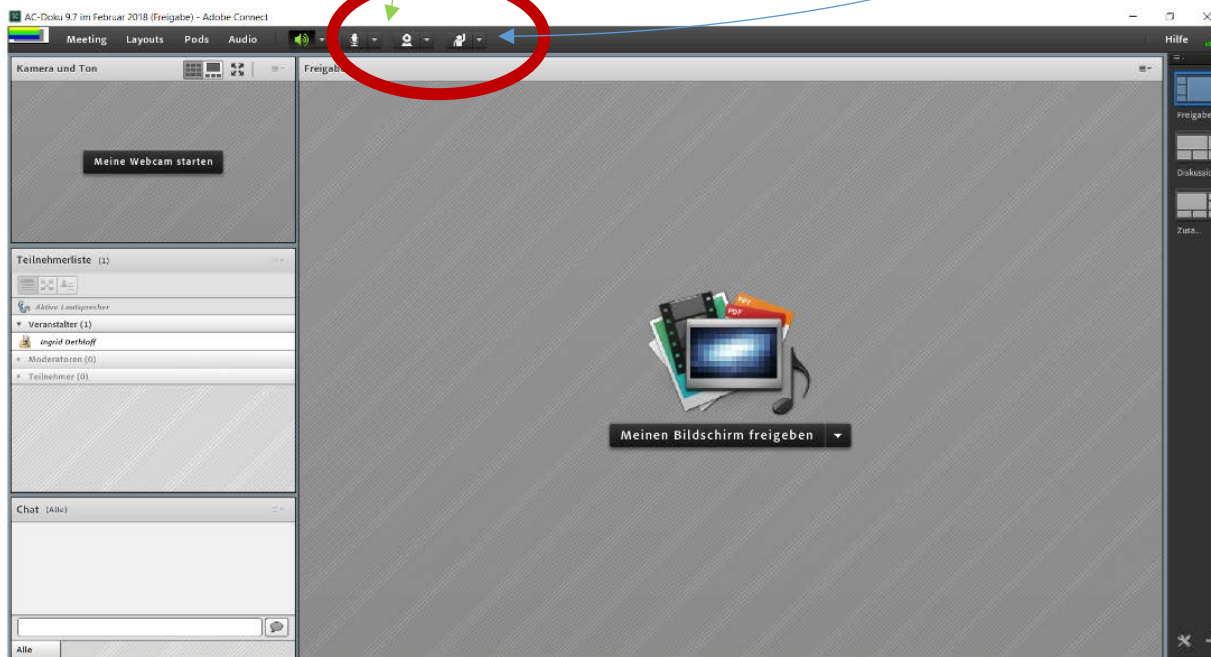 AC-Doku 9.7 im Februar 2018 (Freigabe) - Adobe Connect
Meeting Layouts Pods Audio Hilfe
Kamera und Ton
Meine Webcam starten
Teilnehmerliste (1)
Aktive Lautsprecher
Veranstalter (1)
Ingrid Dethloff
Moderatoren (0)
Teilnehmer (0)
Chat (Alle)
Alle
Freigabe
PPT
PDF
Meinen Bildschirm freigeben
Freigabe
Diskussio
Zusa...